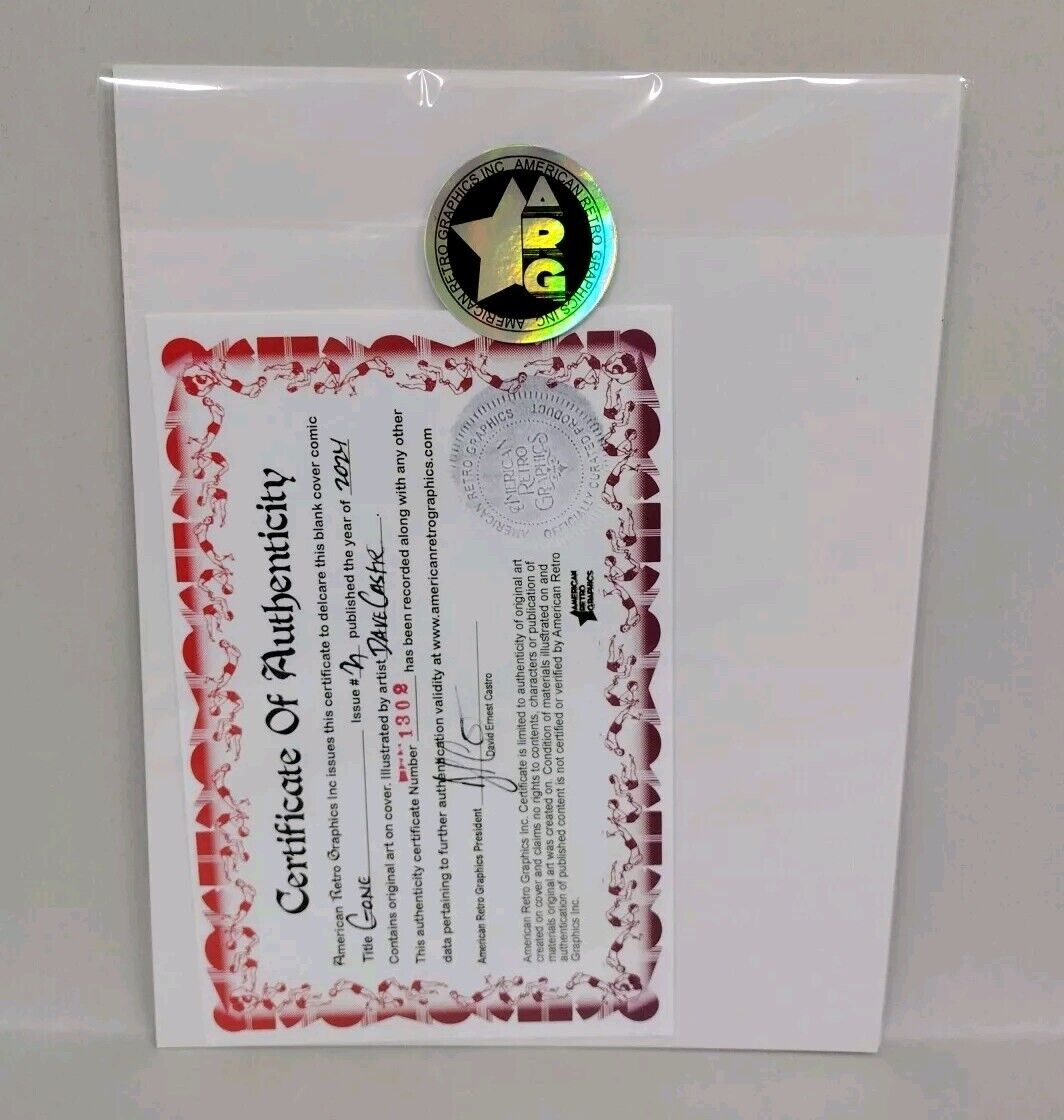 AMERICAN RETRO GRAPHICS INC AMERICAN RETRO GRAPHICS INC
ARG
Certificate Of Authenticity
American Retro Graphics Inc issues this certificate to delcare this blank cover comic
Title GONE Issue # published the year of 2024
Contains original art on cover. Illustrated by artist DAVE CASTR
This authenticity certificate Number 1302 has been recorded along with any other
data pertaining to further authentication validity at www.americanretrographics.com
American Retro Graphics President
David Ernest Castro
American Retro Graphics Inc. Certificate is limited to authenticity of original art
created on cover and claims no rights to contents, characters or publication of
materials original art was created on. Condition of materials illustrated on and
authentication of published content is not certified or verified by American Retro
Graphics Inc.
AMERICAN RETRO GRAPHICS
OFFICIALLY CURATED PRODUCT
AMERICAN
RETRO
GRAPHICS
AMERICAN
RETRO
GRAPHICS